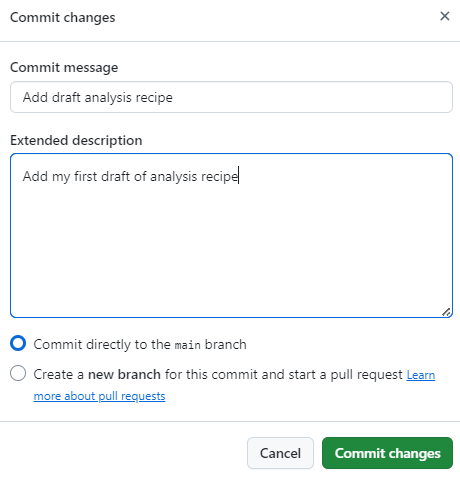 Commit changes
Commit message
Add draft analysis recipe
Extended description
Add my first draft of analysis recipe
Commit directly to the main branch
Create a new branch for this commit and start a pull request Learn
more about pull requests
Cancel
Commit changes